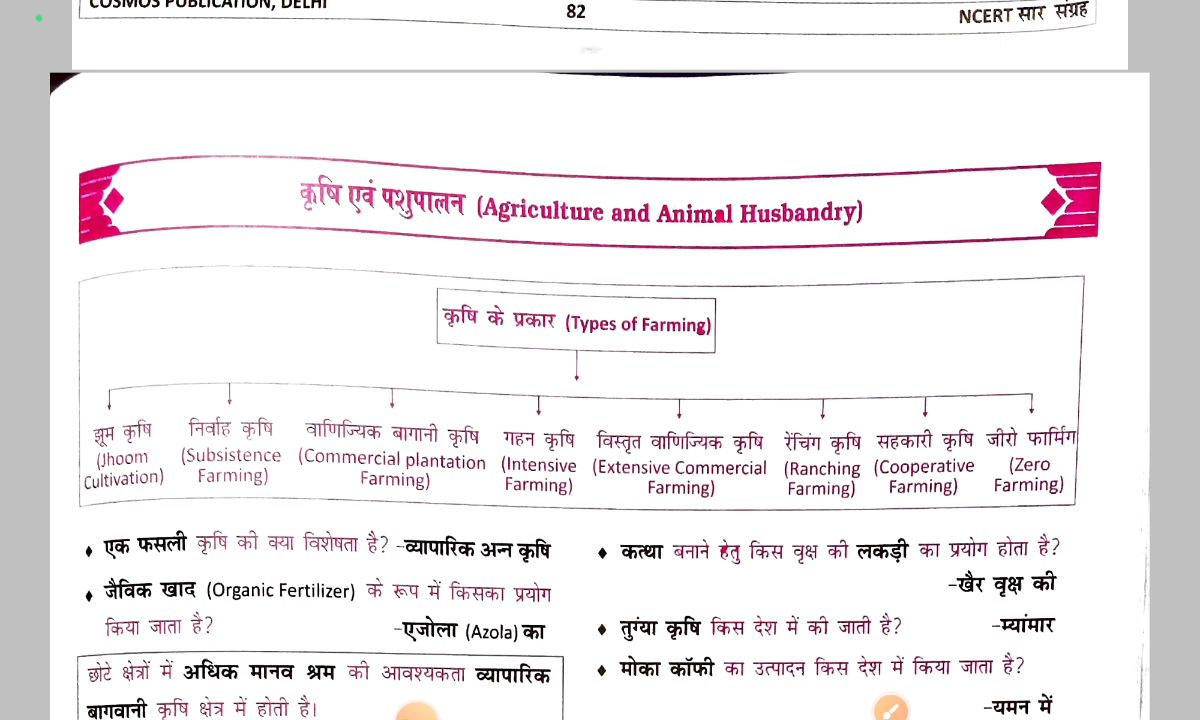 COSMOS PUBLICATION, DELHI
82
NCERT सार संग्रह
कृषि एवं पशुपालन (Agriculture and Animal Husbandry)
कृषि के प्रकार (Types of Farming)
झूम कृषि
(Jhoom
Cultivation)
निर्वाह कृषि
(Subsistence
Farming)
वाणिज्यिक बागानी कृषि
(Commercial plantation
Farming)
गहन कृषि
(Intensive
Farming)
विस्तृत वाणिज्यिक कृषि
(Extensive Commercial
Farming)
रेंचिंग कृषि
(Ranching
Farming)
सहकारी कृषि
(Cooperative
Farming)
जीरो फार्मिंग
(Zero
Farming)
♦ एक फसली कृषि की क्या विशेषता है? -व्यापारिक अन्न कृषि
♦ जैविक खाद (Organic Fertilizer) के रूप में किसका प्रयोग
किया जाता है? -एजोला (Azola) का
छोटे क्षेत्रों में अधिक मानव श्रम की आवश्यकता व्यापारिक
बागवानी कृषि क्षेत्र में होती है।
♦ कत्था बनाने हेतु किस वृक्ष की लकड़ी का प्रयोग होता है?
-खैर वृक्ष की
♦ तुग्या कृषि किस देश में की जाती है? -म्यांमार
♦ मोका कॉफी का उत्पादन किस देश में किया जाता है?
-यमन में